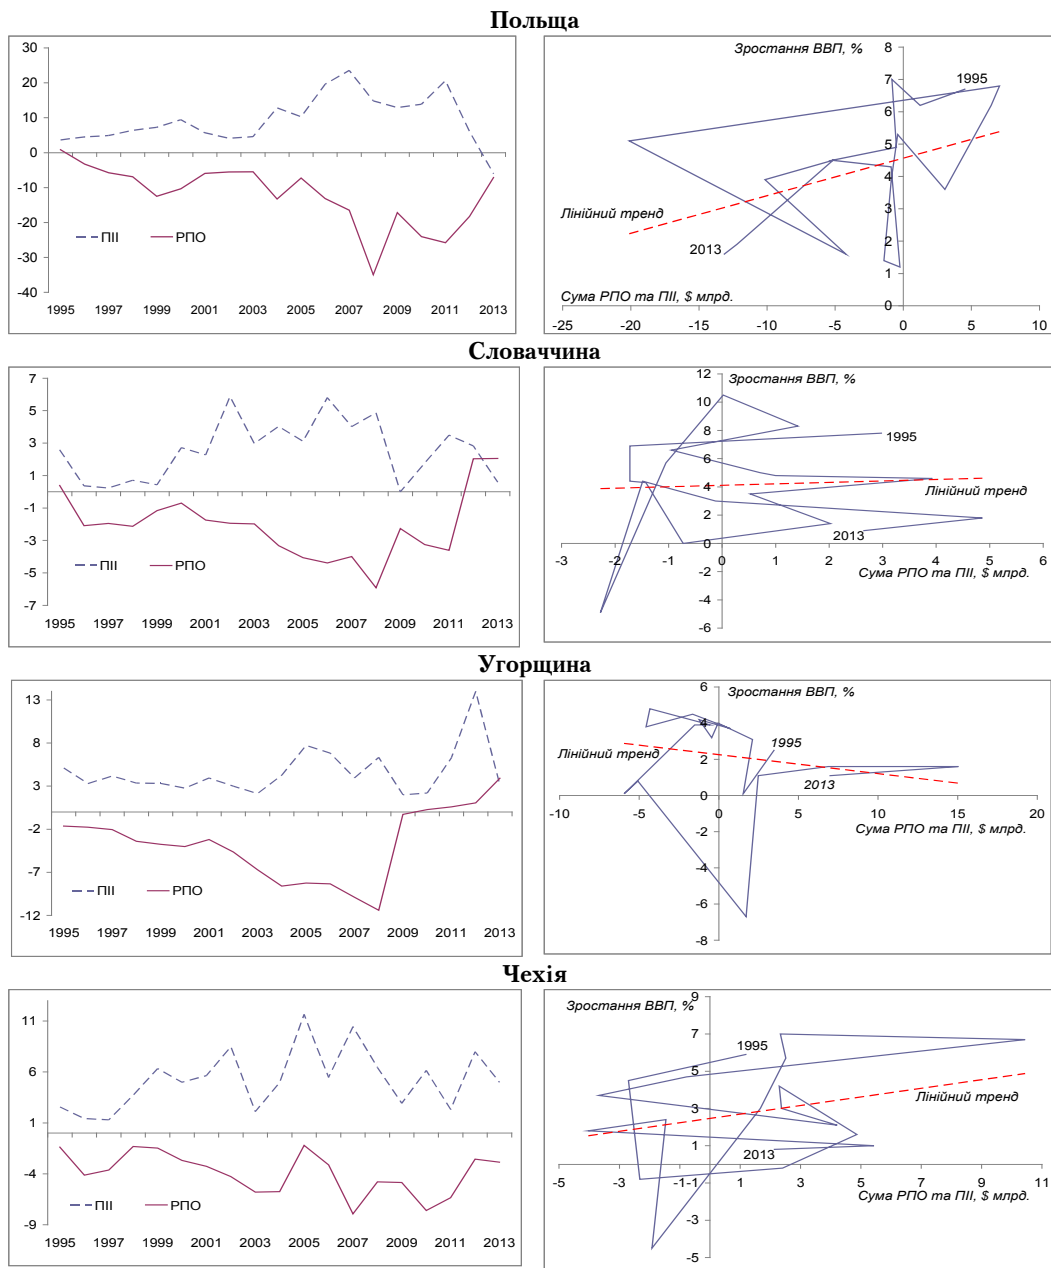 Польща
30
20
10
0
-10
-20
-30
-40
ПІІ
РПО
1995 1997 1999 2001 2003 2005 2007 2009 2011 2013
Зростання ВВП, %
8
7
6
5
4
3
2
1
0
1995
Лінійний тренд
2013
Сума РПО та ПІІ, $ млрд.
-25 -20 -15 -10 -5 0 5 10
Словаччина
7
5
3
1
-1
-3
-5
-7
ПІІ
РПО
1995 1997 1999 2001 2003 2005 2007 2009 2011 2013
Зростання ВВП, %
12
10
8
6
4
2
0
-2
-4
-6
1995
Лінійний тренд
2013
Сума РПО та ПІІ, $ млрд.
-3 -2 -1 0 1 2 3 4 5 6
Угорщина
13
8
3
-2
-7
-12
ПІІ
РПО
1995 1997 1999 2001 2003 2005 2007 2009 2011 2013
Зростання ВВП, %
6
4
2
0
-2
-4
-6
-8
1995
Лінійний тренд
2013
Сума РПО та ПІІ, $ млрд.
-10 -5 0 5 10 15 20
Чехія
11
6
1
-4
-9
ПІІ
РПО
1995 1997 1999 2001 2003 2005 2007 2009 2011 2013
Зростання ВВП, %
9
7
5
3
1
-1
-3
-5
1995
Лінійний тренд
2013
Сума РПО та ПІІ, $ млрд.
-5 -3 -1 1 3 5 7 9 11